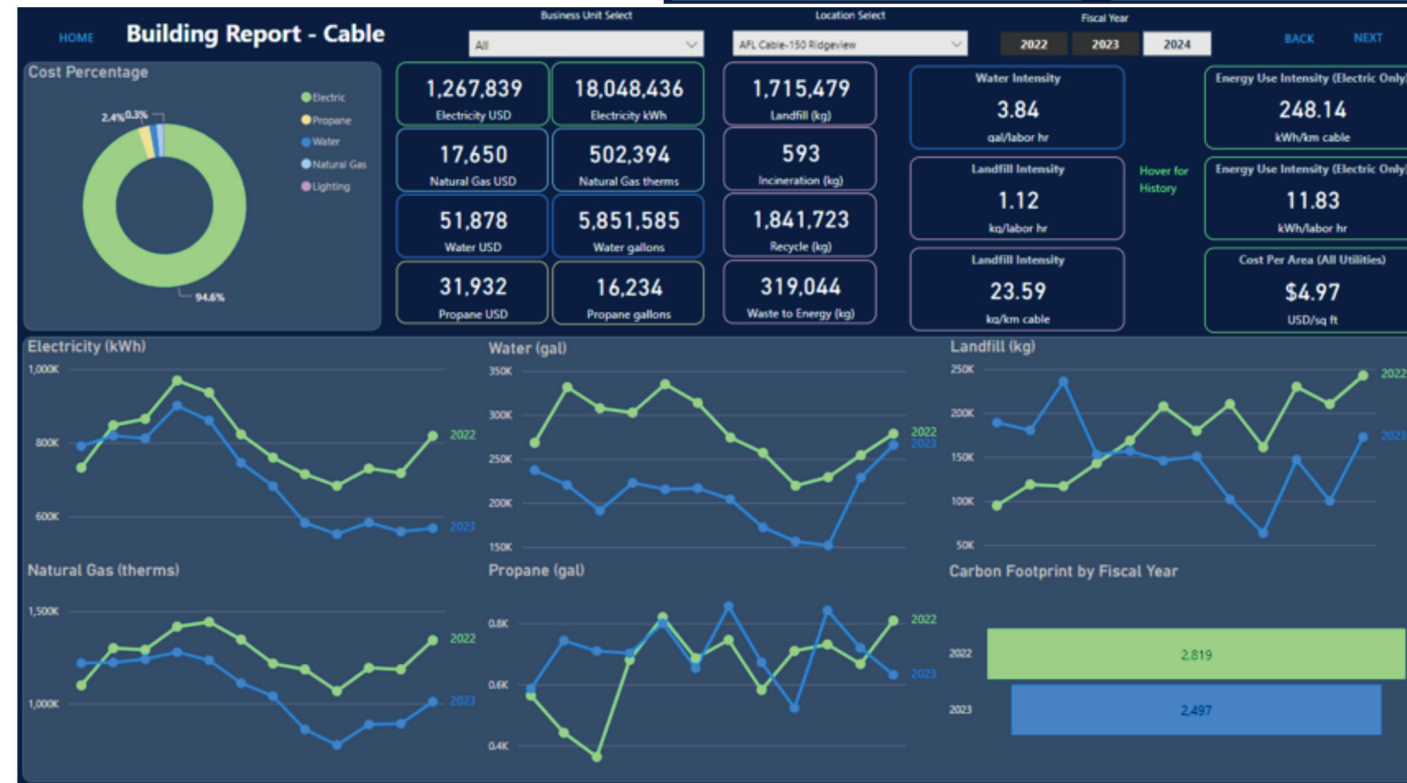 Business Unit Select
Location Select
Fiscal Year
HOME
Building Report - Cable
All
AFL Cable-150 Ridgeview
2022
2023
2024
BACK
NEXT
Cost Percentage
2.4%
0.3%
94.6%
Electric
Propane
Water
Natural Gas
Lighting
1,267,839
Electricity USD
18,048,436
Electricity kWh
17,650
Natural Gas USD
502,394
Natural Gas therms
51,878
Water USD
5,851,585
Water gallons
31,932
Propane USD
16,234
Propane gallons
1,715,479
Landfill (kg)
593
Incineration (kg)
1,841,723
Recycle (kg)
319,044
Waste to Energy (kg)
Water Intensity
3.84
gal/labor hr
Landfill Intensity
1.12
kg/labor hr
Landfill Intensity
23.59
kg/km cable
Hover for
History
Energy Use Intensity (Electric Only)
248.14
kWh/km cable
Energy Use Intensity (Electric Only)
11.83
kWh/labor hr
Cost Per Area (All Utilities)
$4.97
USD/sq ft
Electricity (kWh)
1,000K
800K
600K
2022
2023
Water (gal)
350K
300K
250K
200K
150K
2022
2023
Landfill (kg)
250K
200K
150K
100K
50K
2022
2023
Natural Gas (therms)
1,500K
1,000K
2022
2023
Propane (gal)
0.8K
0.6K
0.4K
2022
2023
Carbon Footprint by Fiscal Year
2022
2,819
2023
2,497